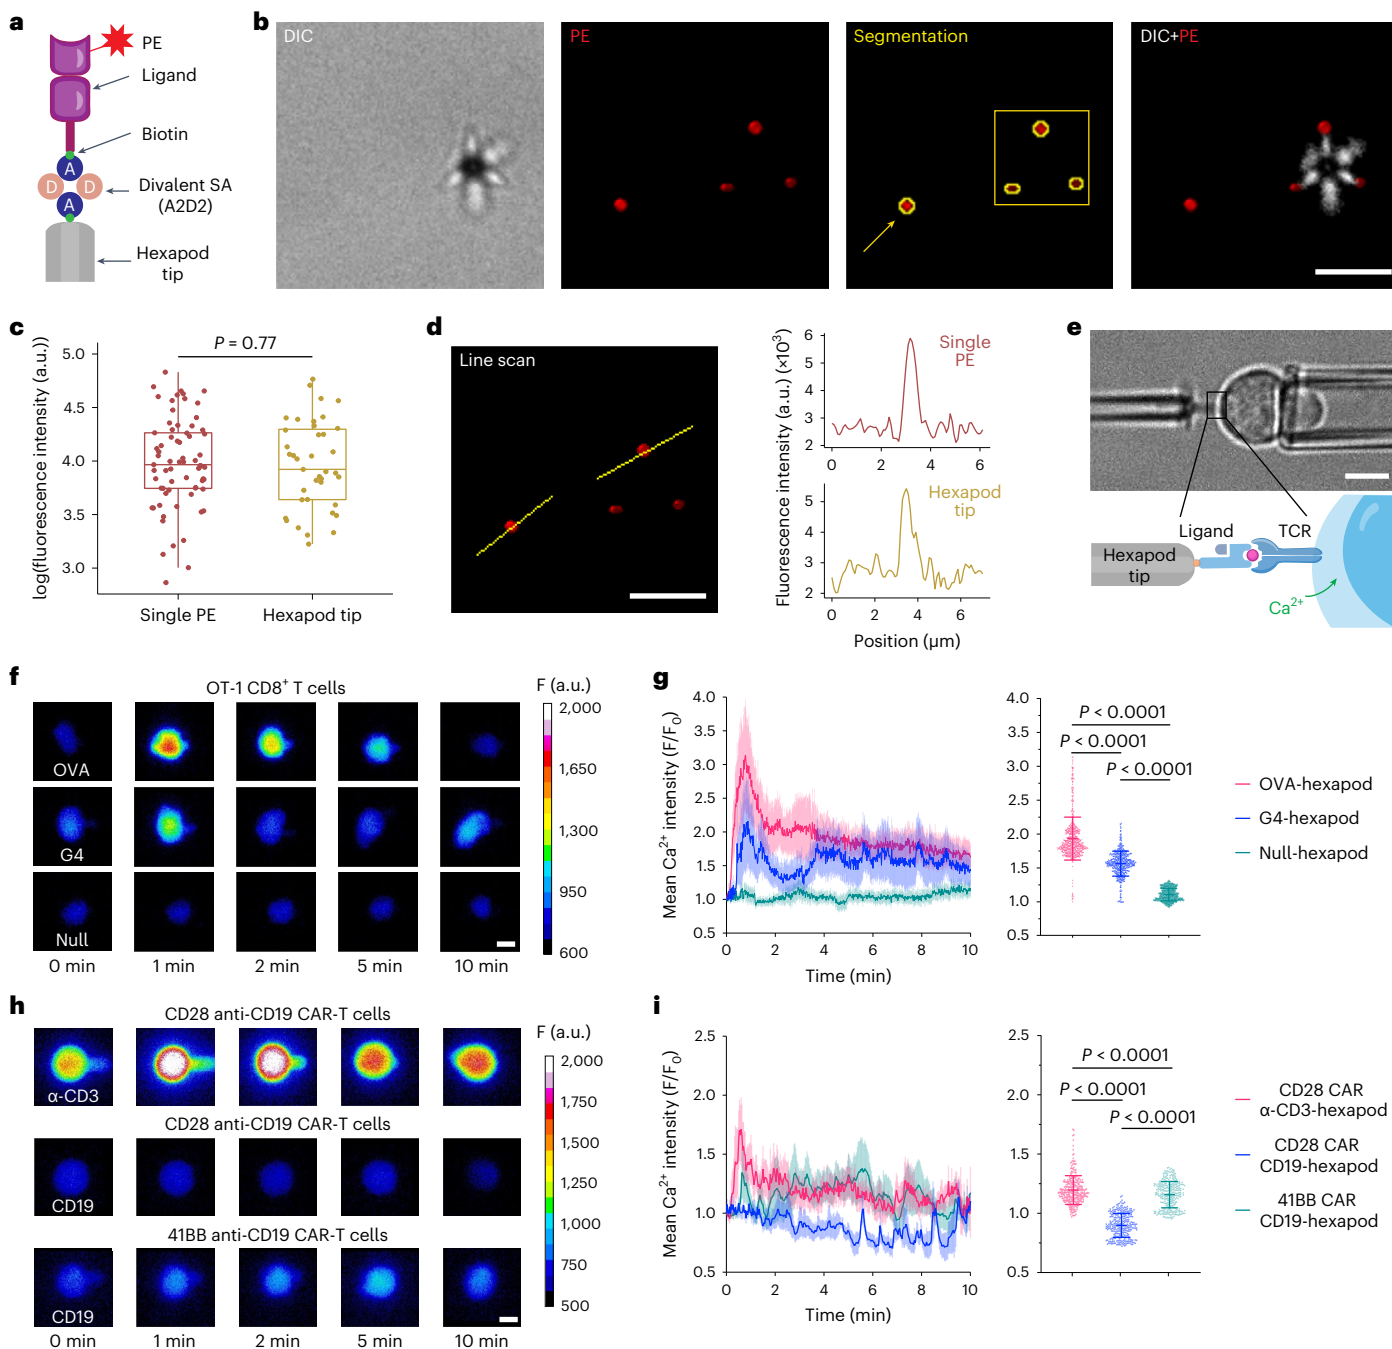 a
PE
Ligand
Biotin
A
D
D
A
Divalent SA
(A2D2)
Hexapod
tip
b
DIC
PE
Segmentation
DIC+PE
c
log(fluorescence intensity (a.u.))
5.0
4.5
4.0
3.5
3.0
P = 0.77
Single PE
Hexapod tip
d
Line scan
Fluorescence intensity (a.u.) (×10³)
6
5
4
3
2
Single
PE
0
2
4
6
5
4
3
2
Hexapod
tip
0
2
4
6
Position (µm)
e
Ligand
TCR
Hexapod
tip
Ca²⁺
f
OT-1 CD8⁺ T cells
F (a.u.)
OVA
G4
Null
0 min
1 min
2 min
5 min
10 min
2,000
1,650
1,300
950
600
g
Mean Ca²⁺ intensity (F/F₀)
4.0
3.5
3.0
2.5
2.0
1.5
1.0
0.5
0
2
4
6
8
10
Time (min)
4.0
3.5
3.0
2.5
2.0
1.5
1.0
0.5
P < 0.0001
P < 0.0001
P < 0.0001
OVA-hexapod
G4-hexapod
Null-hexapod
h
CD28 anti-CD19 CAR-T cells
F (a.u.)
α-CD3
CD28 anti-CD19 CAR-T cells
CD19
41BB anti-CD19 CAR-T cells
CD19
0 min
1 min
2 min
5 min
10 min
2,000
1,750
1,500
1,250
1,000
750
500
i
Mean Ca²⁺ intensity (F/F₀)
2.5
2.0
1.5
1.0
0.5
0
2
4
6
8
10
Time (min)
2.5
2.0
1.5
1.0
0.5
P < 0.0001
P < 0.0001
P < 0.0001
CD28 CAR
α-CD3-hexapod
CD28 CAR
CD19-hexapod
41BB CAR
CD19-hexapod